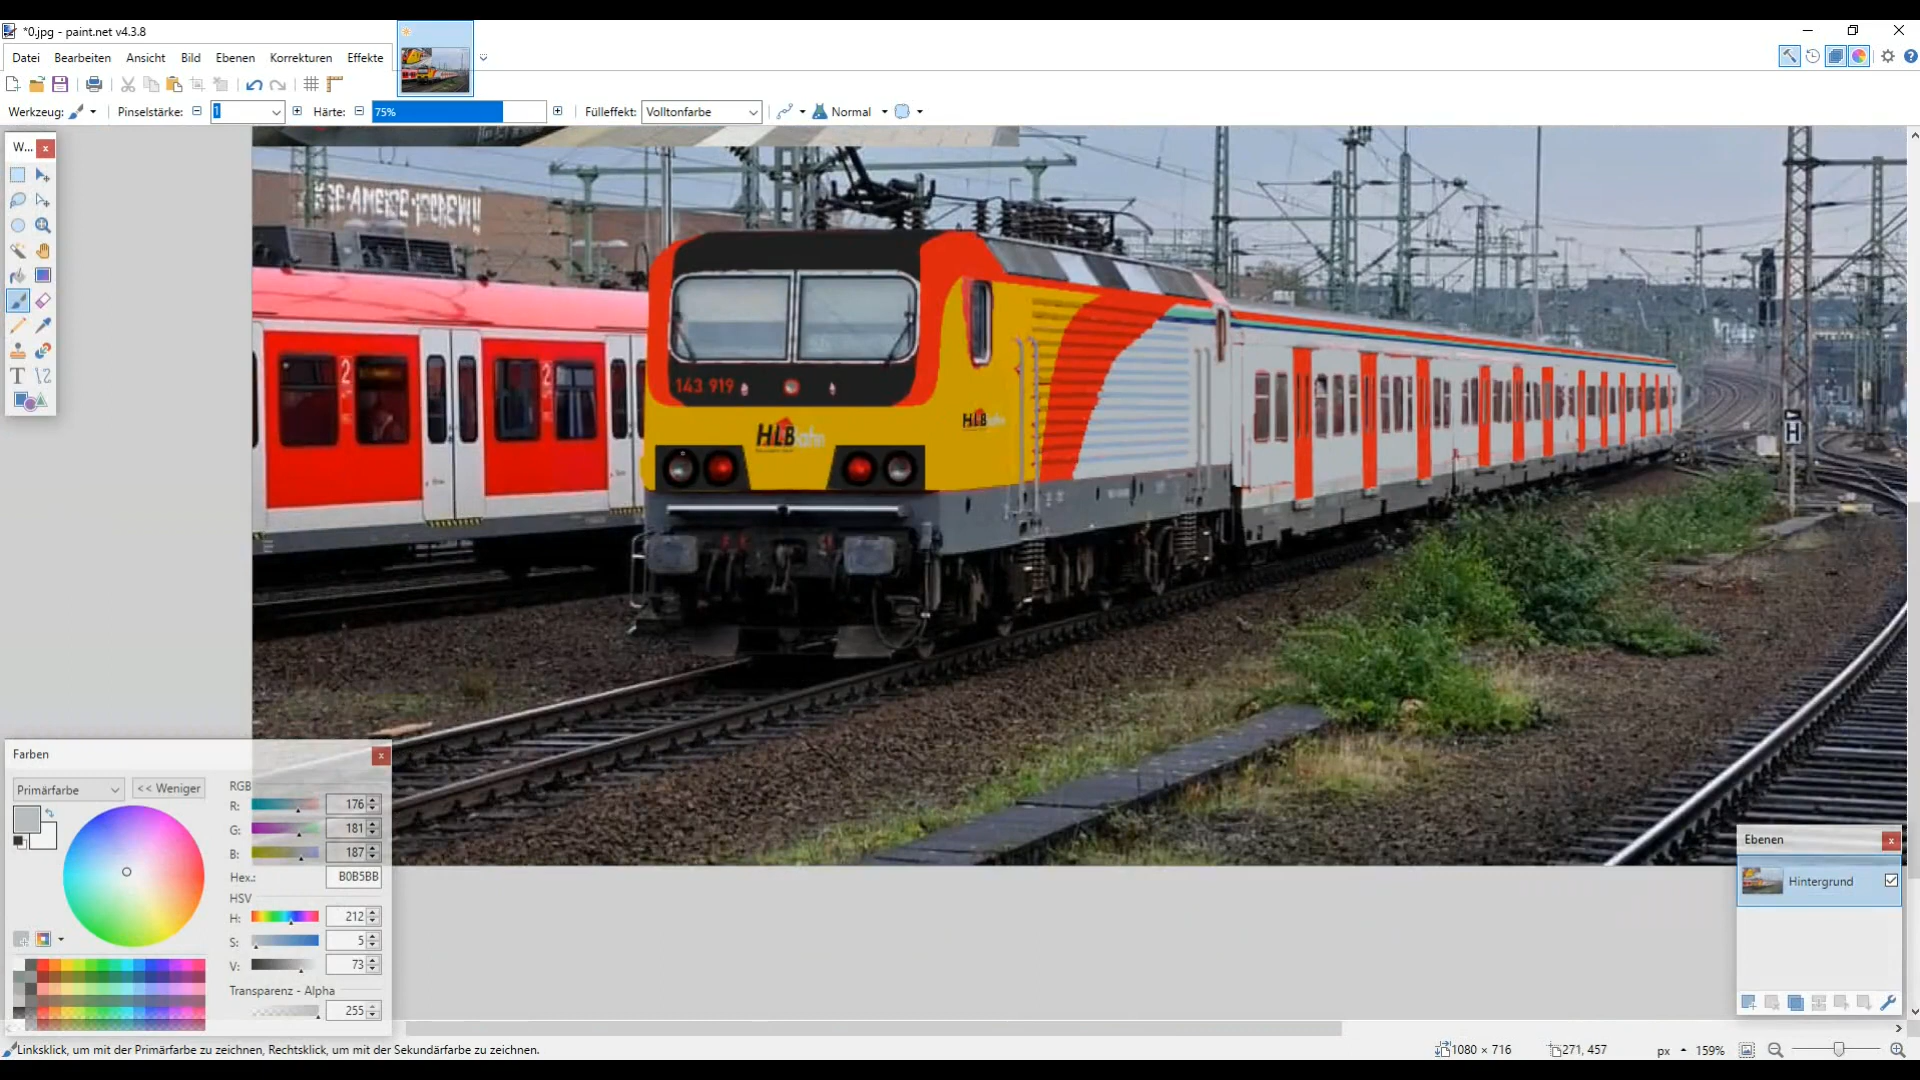 *0.jpg - paint.net v4.3.8
Datei Bearbeiten Ansicht Bild Ebenen Korrekturen Effekte
Werkzeug: Pinselstärke: 1 Härte: 75% Fülleffekt: Volltonfarbe Normal
W...
2
2
143 919
HLB
bahn
HLB
H
Farben
Primärfarbe
<< Weniger
RGB
R: 176
G: 181
B: 187
Hex.: B0B5BB
HSV
H: 212
S: 5
V: 73
Transparenz - Alpha
255
Ebenen
Hintergrund
Linksklick, um mit der Primärfarbe zu zeichnen, Rechtsklick, um mit der Sekundärfarbe zu zeichnen.
1080 × 716
271, 457
px
159%